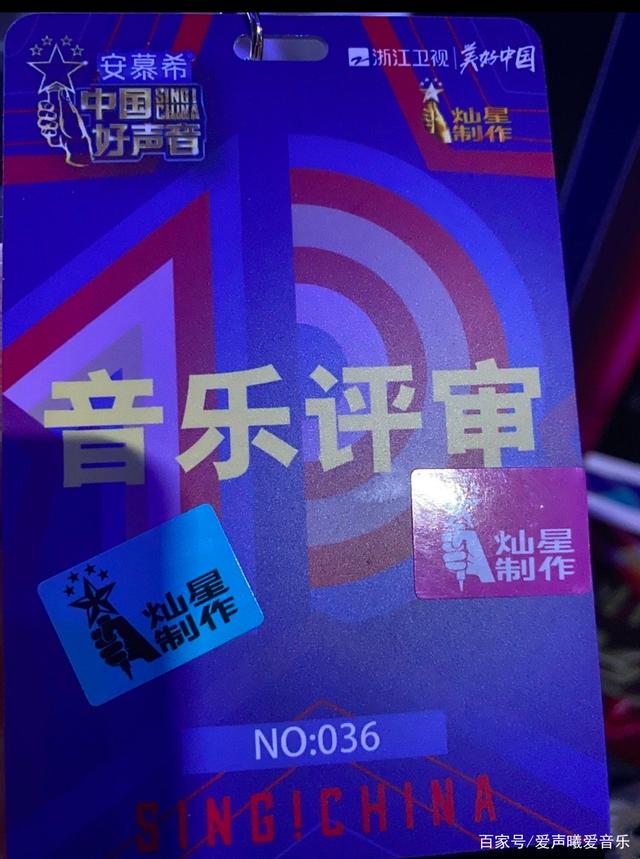 安慕希
中国 SING!
CHINA
好声音
浙江卫视 | 美好中国
灿星
制作
音乐评审
灿星
制作
灿星
制作
NO:036
SING!CHINA
百家号/爱声曦爱音乐